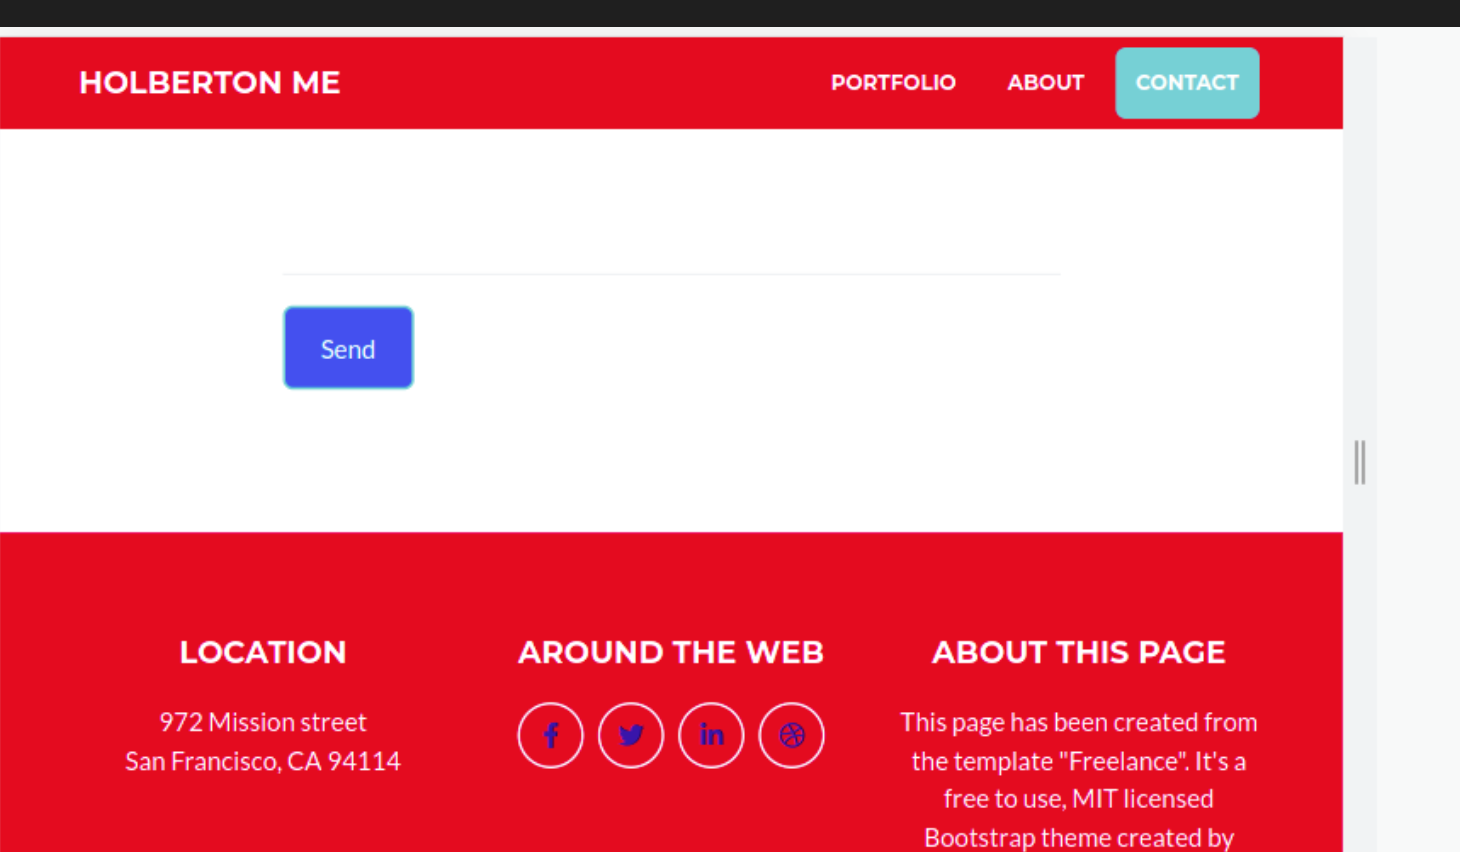 HOLBERTON ME
PORTFOLIO ABOUT CONTACT
Send
LOCATION
972 Mission street
San Francisco, CA 94114
AROUND THE WEB
ABOUT THIS PAGE
This page has been created from
the template "Freelance". It's a
free to use, MIT licensed
Bootstrap theme created by